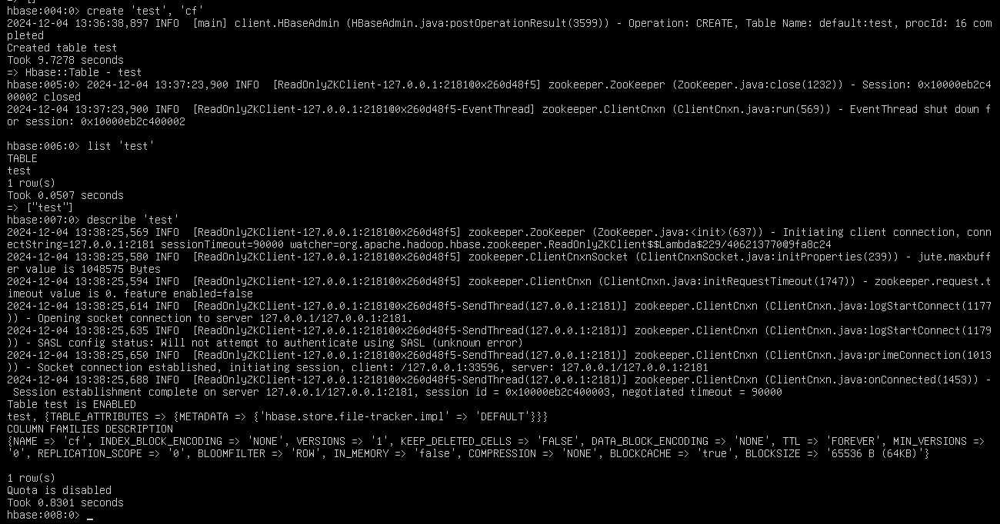 => []
hbase:004:0> create 'test', 'cf'
2024-12-04 13:36:38,897 INFO  [main] client.HBaseAdmin (HBaseAdmin.java:postOperationResult(3599)) - Operation: CREATE, Table Name: default:test, procId: 16 com
pleted
Created table test
Took 9.7278 seconds
=> Hbase::Table - test
hbase:005:0> 2024-12-04 13:37:23,900 INFO  [ReadOnlyZKClient-127.0.0.1:2181@0x260d48f5] zookeeper.ZooKeeper (ZooKeeper.java:close(1232)) - Session: 0x10000eb2c4
00002 closed
2024-12-04 13:37:23,900 INFO  [ReadOnlyZKClient-127.0.0.1:2181@0x260d48f5-EventThread] zookeeper.ClientCnxn (ClientCnxn.java:run(569)) - EventThread shut down f
or session: 0x10000eb2c400002
hbase:006:0> list 'test'
TABLE
test
1 row(s)
Took 0.0507 seconds
=> ["test"]
hbase:007:0> describe 'test'
2024-12-04 13:38:25,569 INFO  [ReadOnlyZKClient-127.0.0.1:2181@0x260d48f5] zookeeper.ZooKeeper (ZooKeeper.java:<init>(637)) - Initiating client connection, conn
ectString=127.0.0.1:2181 sessionTimeout=90000 watcher=org.apache.hadoop.hbase.zookeeper.ReadOnlyZKClient$$Lambda$229/406213770@9fa8c24
2024-12-04 13:38:25,580 INFO  [ReadOnlyZKClient-127.0.0.1:2181@0x260d48f5] zookeeper.ClientCnxnSocket (ClientCnxnSocket.java:initProperties(239)) - jute.maxbuff
er value is 1048575 Bytes
2024-12-04 13:38:25,594 INFO  [ReadOnlyZKClient-127.0.0.1:2181@0x260d48f5] zookeeper.ClientCnxn (ClientCnxn.java:initRequestTimeout(1747)) - zookeeper.request.t
imeout value is 0. feature enabled=false
2024-12-04 13:38:25,614 INFO  [ReadOnlyZKClient-127.0.0.1:2181@0x260d48f5-SendThread(127.0.0.1:2181)] zookeeper.ClientCnxn (ClientCnxn.java:logStartConnect(1177
)) - Opening socket connection to server 127.0.0.1/127.0.0.1:2181.
2024-12-04 13:38:25,635 INFO  [ReadOnlyZKClient-127.0.0.1:2181@0x260d48f5-SendThread(127.0.0.1:2181)] zookeeper.ClientCnxn (ClientCnxn.java:logStartConnect(1179
)) - SASL config status: Will not attempt to authenticate using SASL (unknown error)
2024-12-04 13:38:25,650 INFO  [ReadOnlyZKClient-127.0.0.1:2181@0x260d48f5-SendThread(127.0.0.1:2181)] zookeeper.ClientCnxn (ClientCnxn.java:primeConnection(1013
)) - Socket connection established, initiating session, client: /127.0.0.1:33596, server: 127.0.0.1/127.0.0.1:2181
2024-12-04 13:38:25,688 INFO  [ReadOnlyZKClient-127.0.0.1:2181@0x260d48f5-SendThread(127.0.0.1:2181)] zookeeper.ClientCnxn (ClientCnxn.java:onConnected(1453)) -
 Session establishment complete on server 127.0.0.1/127.0.0.1:2181, session id = 0x10000eb2c400003, negotiated timeout = 90000
Table test is ENABLED
test, {TABLE_ATTRIBUTES => {METADATA => {'hbase.store.file-tracker.impl' => 'DEFAULT'}}}
COLUMN FAMILIES DESCRIPTION
{NAME => 'cf', INDEX_BLOCK_ENCODING => 'NONE', VERSIONS => '1', KEEP_DELETED_CELLS => 'FALSE', DATA_BLOCK_ENCODING => 'NONE', TTL => 'FOREVER', MIN_VERSIONS =>
'0', REPLICATION_SCOPE => '0', BLOOMFILTER => 'ROW', IN_MEMORY => 'false', COMPRESSION => 'NONE', BLOCKCACHE => 'true', BLOCKSIZE => '65536 B (64KB)'}
1 row(s)
Quota is disabled
Took 0.8301 seconds
hbase:008:0> _